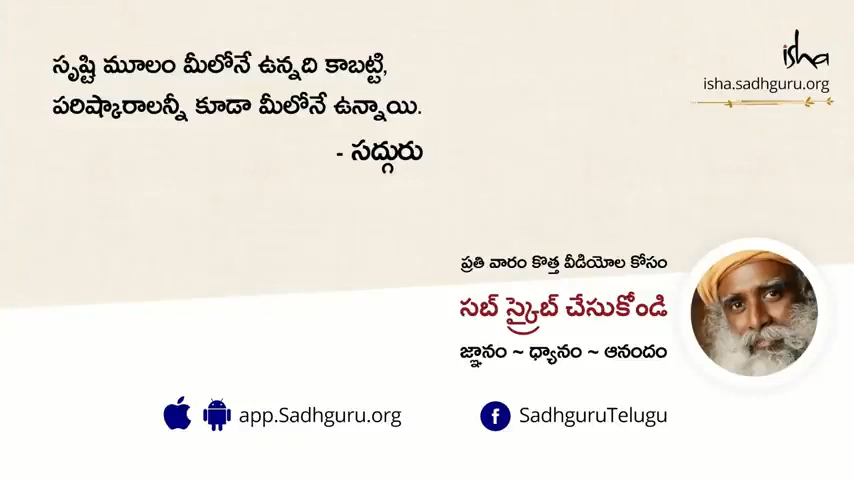 సృష్టి మూలం మీలోనే ఉన్నది కాబట్టి,
పరిష్కారాలన్నీ కూడా మీలోనే ఉన్నాయి.
- సద్గురు
isha
isha.sadhguru.org
ప్రతి వారం కొత్త వీడియోల కోసం
సబ్ స్క్రైబ్ చేసుకోండి
జ్ఞానం ~ ధ్యానం ~ ఆనందం
app.Sadhguru.org
f SadhguruTelugu